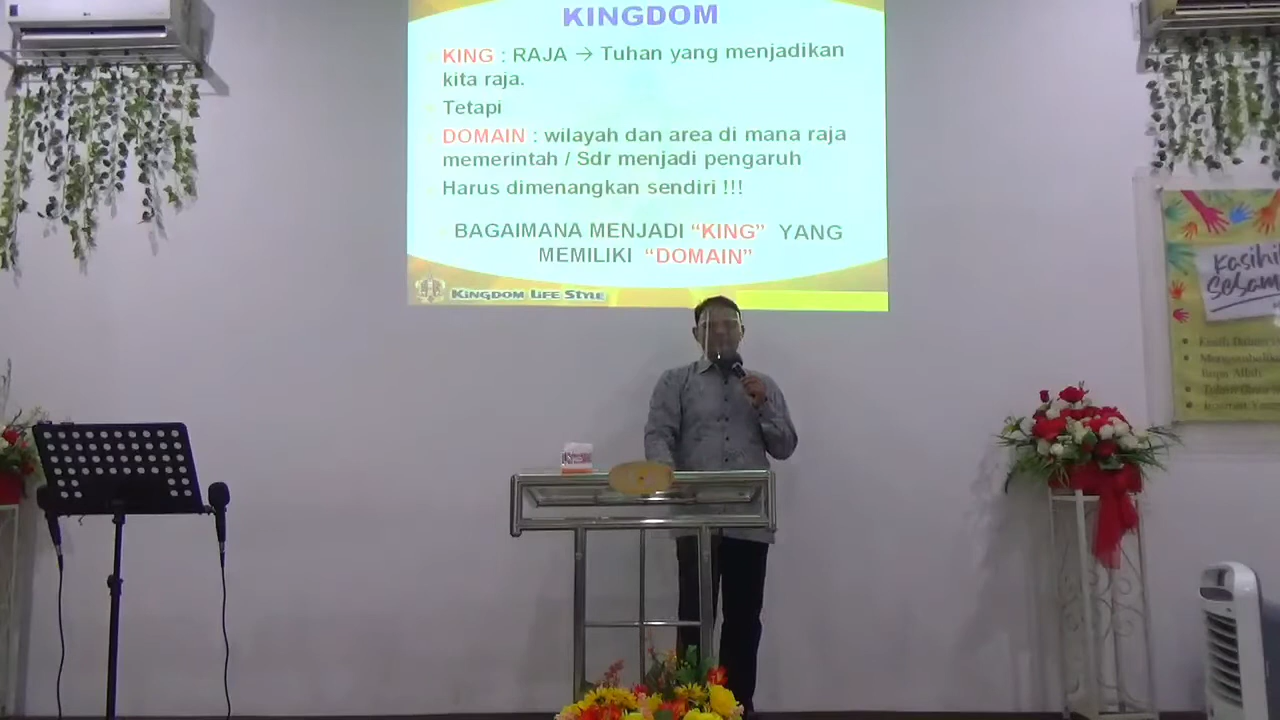 KINGDOM
KING : RAJA → Tuhan yang menjadikan
kita raja.
Tetapi
DOMAIN : wilayah dan area di mana raja
memerintah / Sdr menjadi pengaruh
Harus dimenangkan sendiri !!!
BAGAIMANA MENJADI “KING” YANG
MEMILIKI “DOMAIN”
KINGDOM LIFE STYLE
Kasihi
Sesam